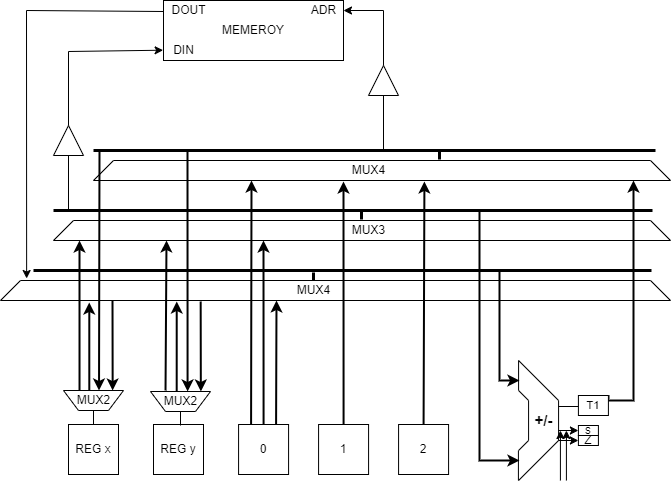 DOUT ADR
MEMEROY
DIN
MUX4
MUX3
MUX4
MUX2 MUX2
REG x REG y 0 1 2
+/-
T1
S
Z